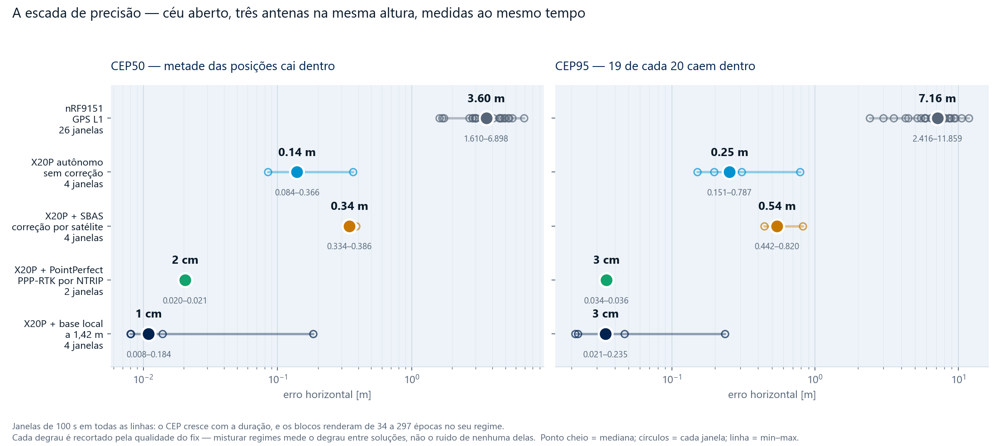 A escada de precisão — céu aberto, três antenas na mesma altura, medidas ao mesmo tempo
CEP50 — metade das posições cai dentro
CEP95 — 19 de cada 20 caem dentro
nRF9151
GPS L1
26 janelas
3.60 m
1.610–6.898
7.16 m
2.416–11.859
X20P autônomo
sem correção
4 janelas
0.14 m
0.084–0.366
0.25 m
0.151–0.787
X20P + SBAS
correção por satélite
4 janelas
0.34 m
0.334–0.386
0.54 m
0.442–0.820
X20P + PointPerfect
PPP-RTK por NTRIP
2 janelas
2 cm
0.020–0.021
3 cm
0.034–0.036
X20P + base local
a 1,42 m
4 janelas
1 cm
0.008–0.184
3 cm
0.021–0.235
10⁻² 10⁻¹ 10⁰
10⁻¹ 10⁰ 10¹
erro horizontal [m]
erro horizontal [m]
Janelas de 100 s em todas as linhas: o CEP cresce com a duração, e os blocos renderam de 34 a 297 épocas no seu regime.
Cada degrau é recortado pela qualidade do fix — misturar regimes mede o degrau entre soluções, não o ruído de nenhuma delas.  Ponto cheio = mediana; círculos = cada janela; linha = min–max.